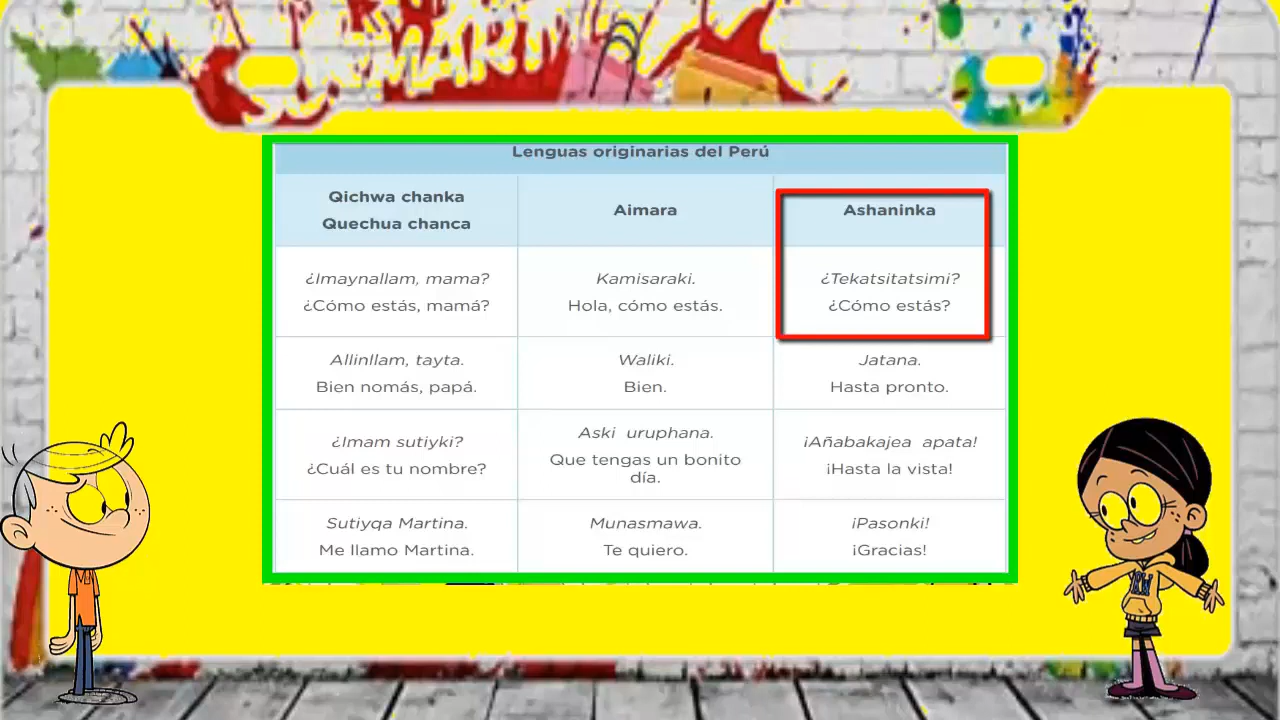 Lenguas originarias del Perú
Qichwa chanka
Quechua chanca
Aimara
Ashaninka
¿Imaynallam, mama?
¿Cómo estás, mamá?
Kamisaraki.
Hola, cómo estás.
¿Tekatsitatsimi?
¿Cómo estás?
Allinllam, tayta.
Bien nomás, papá.
Waliki.
Bien.
Jatana.
Hasta pronto.
¿Imam sutiyki?
¿Cuál es tu nombre?
Aski uruphana.
Que tengas un bonito
día.
¡Añabakajea apata!
¡Hasta la vista!
Sutiyqa Martina.
Me llamo Martina.
Munasmawa.
Te quiero.
¡Pasonki!
¡Gracias!